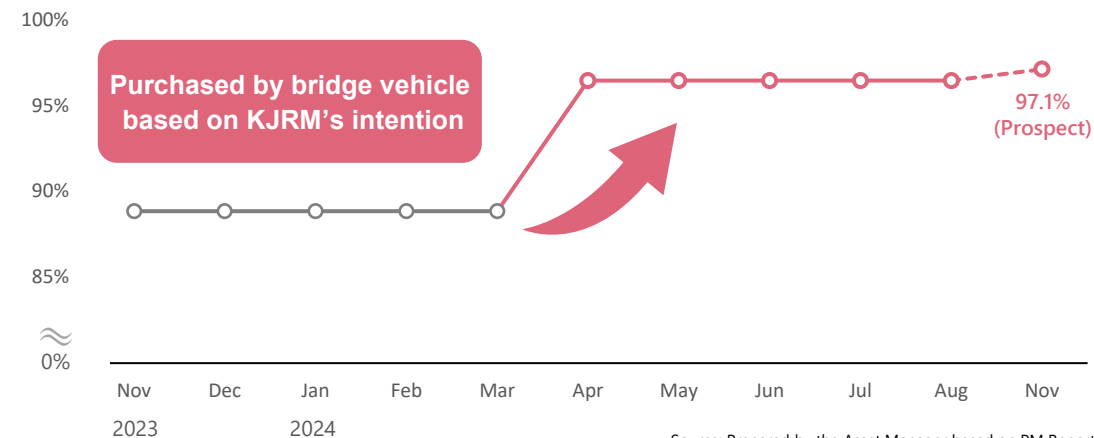 100%
Purchased by bridge vehicle
based on KJRM's intention
95%
97.1%
(Prospect)
90%
85%
0%
Nov Dec Jan Feb Mar Apr May Jun Jul Aug Nov
2023 2024